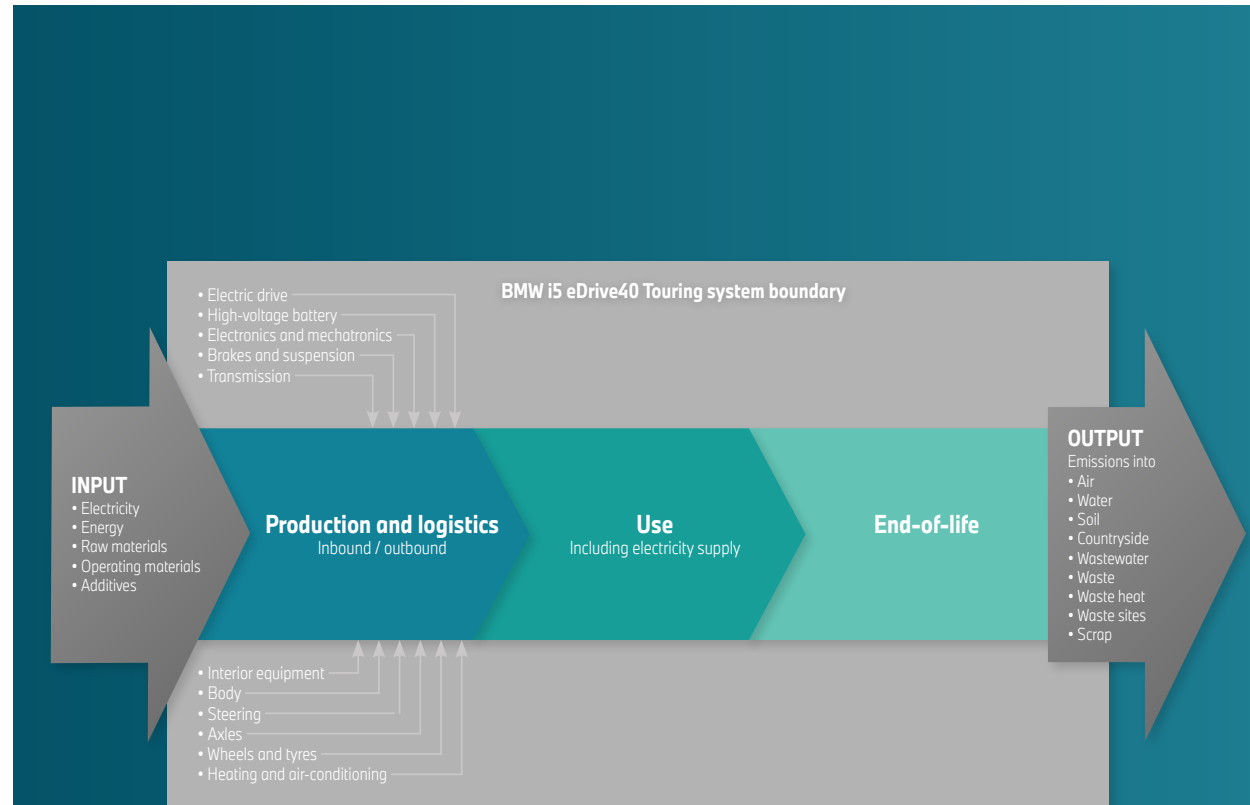 BMW i5 eDrive40 Touring system boundary
• Electric drive
• High-voltage battery
• Electronics and mechatronics
• Brakes and suspension
• Transmission
INPUT
• Electricity
• Energy
• Raw materials
• Operating materials
• Additives
Production and logistics
Inbound / outbound
Use
Including electricity supply
End-of-life
OUTPUT
Emissions into
• Air
• Water
• Soil
• Countryside
• Wastewater
• Waste
• Waste heat
• Waste sites
• Scrap
• Interior equipment
• Body
• Steering
• Axles
• Wheels and tyres
• Heating and air-conditioning